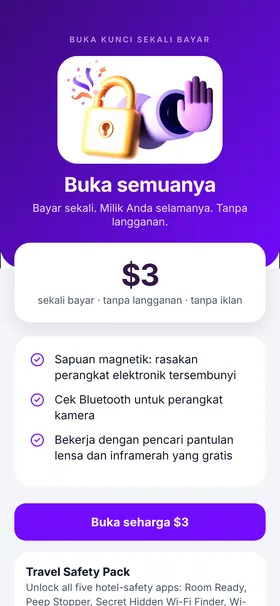 BUKA KUNCI SEKALI BAYAR
Buka semuanya
Bayar sekali. Milik Anda selamanya. Tanpa
langganan.
$3
sekali bayar · tanpa langganan · tanpa iklan
Sapuan magnetik: rasakan
perangkat elektronik tersembunyi
Cek Bluetooth untuk perangkat
kamera
Bekerja dengan pencari pantulan
lensa dan inframerah yang gratis
Buka seharga $3
Travel Safety Pack
Unlock all five hotel-safety apps: Room Ready,
Peep Stopper, Secret Hidden Wi-Fi Finder, Wi-